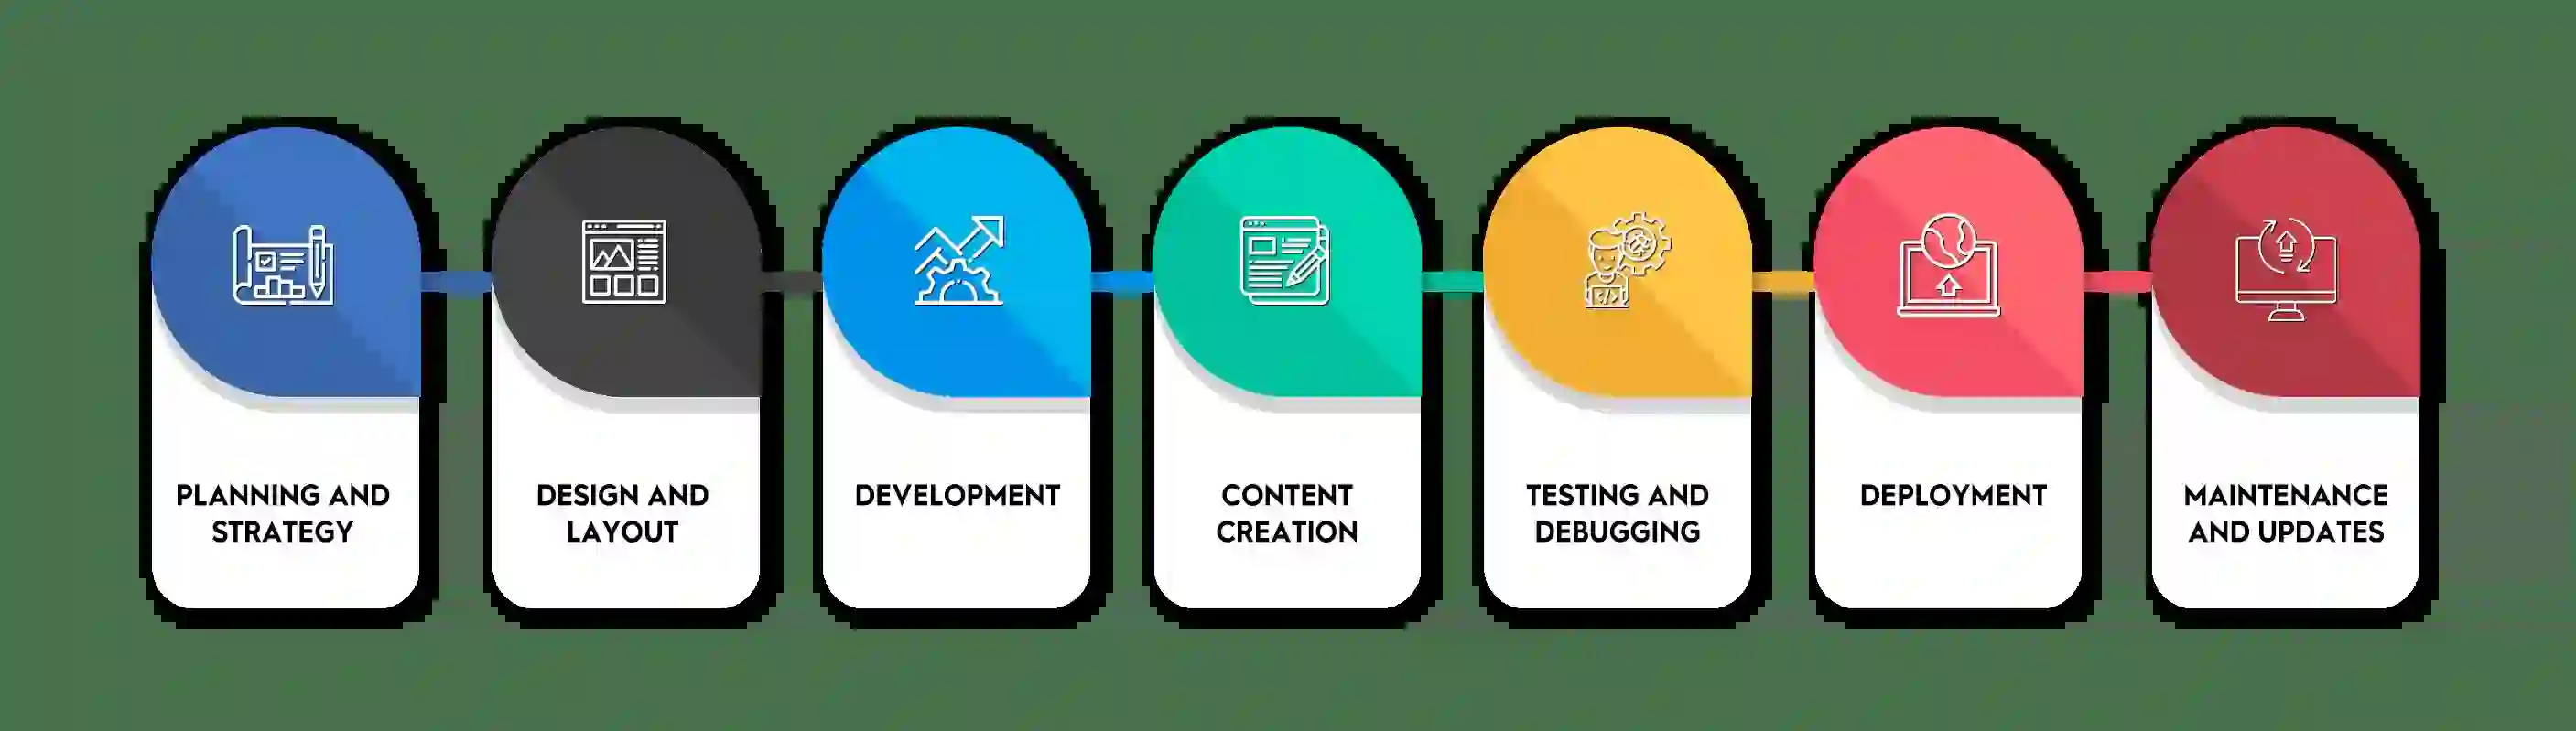 PLANNING AND
STRATEGY
DESIGN AND
LAYOUT
DEVELOPMENT
CONTENT
CREATION
TESTING AND
DEBUGGING
DEPLOYMENT
MAINTENANCE
AND UPDATES